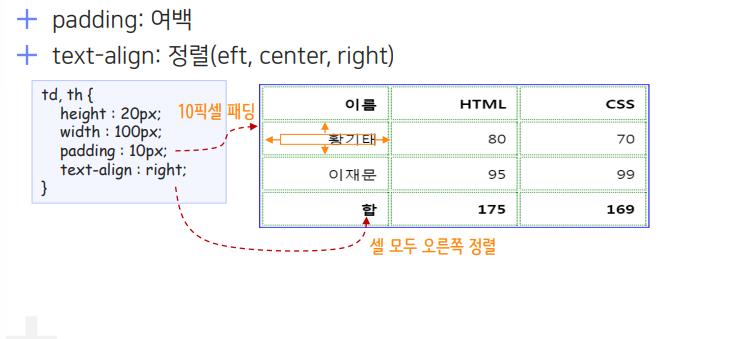 padding: 여백
text-align: 정렬(eft, center, right)
td, th {
height : 20px;
width : 100px;
padding : 10px;
text-align : right;
}
10픽셀 패딩
이름 HTML CSS
황기태 80 70
이재문 95 99
합 175 169
셀 모두 오른쪽 정렬